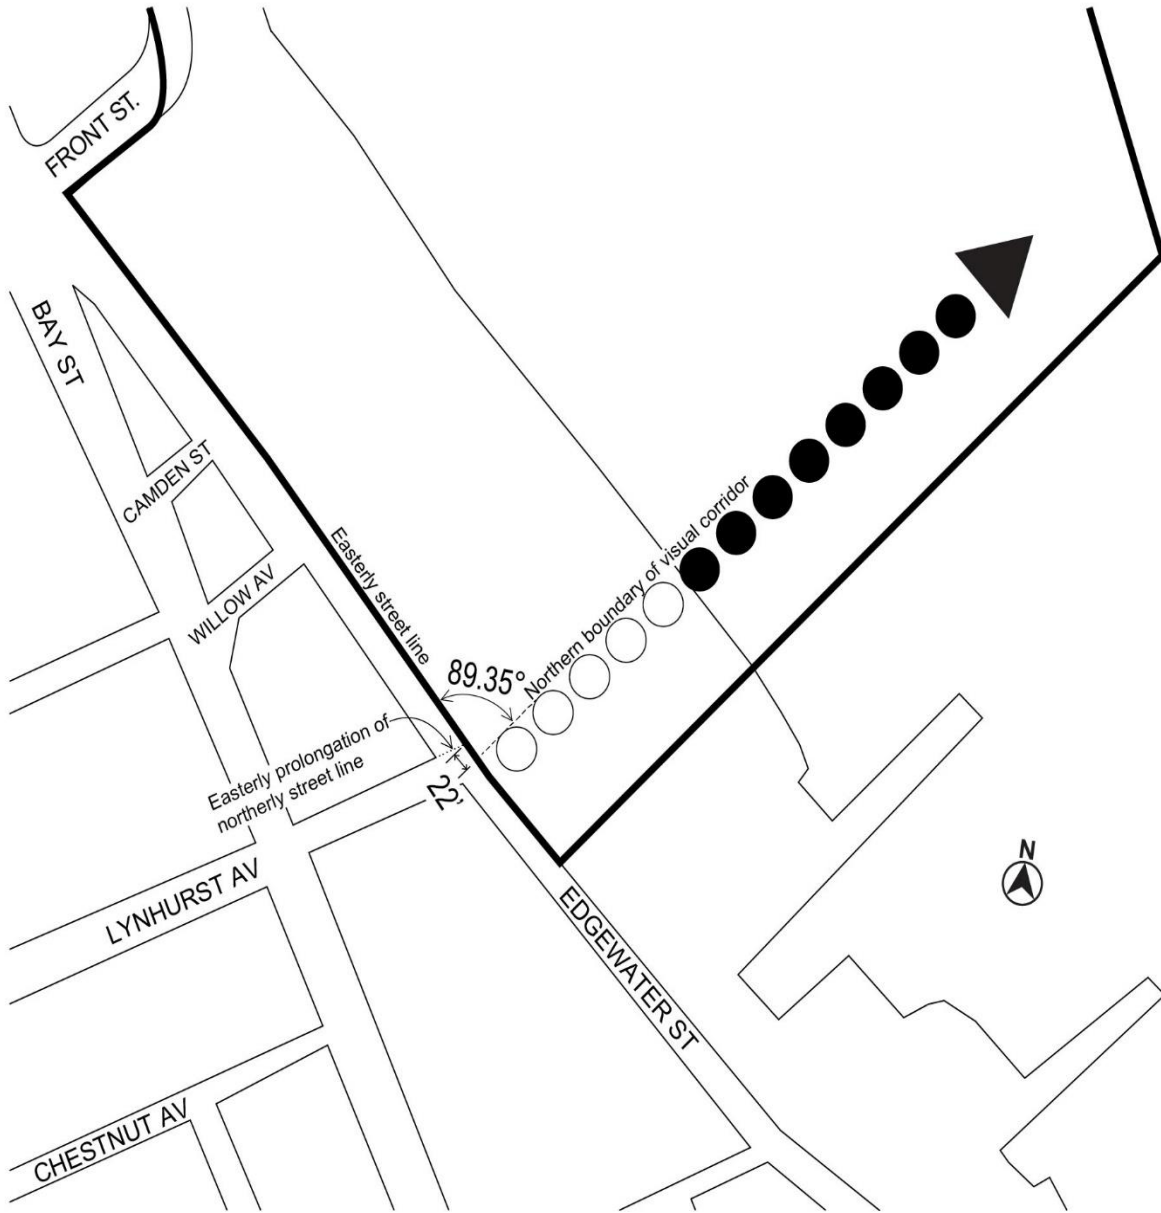 FRONT ST.
BAY ST
CAMDEN ST
WILLOW AV
Easterly street line
Northern boundary of visual corridor
89.35°
Easterly prolongation of
northerly street line
22'
LYNHURST AV
N
EDGEWATER ST
CHESTNUT AV